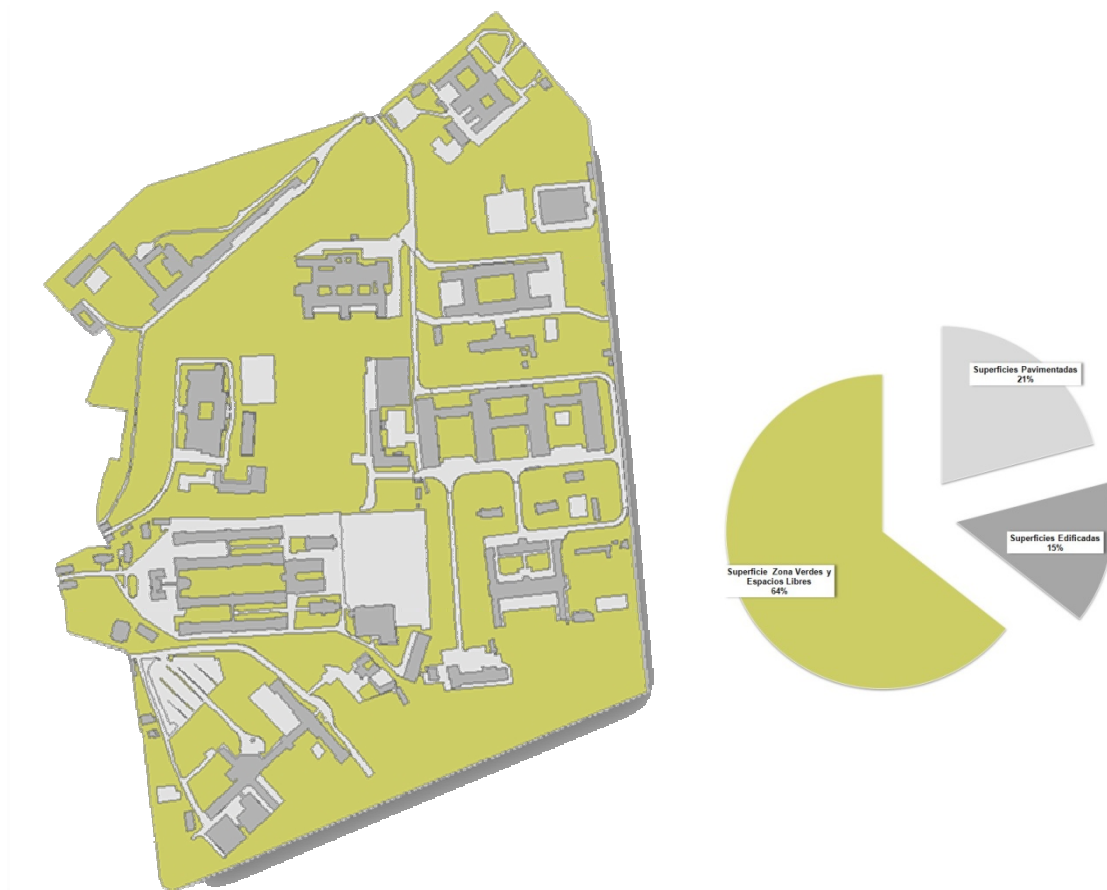 Superficies Pavimentadas
21%
Superficies Edificadas
15%
Superficie Zona Verdes y
Espacios Libres
64%